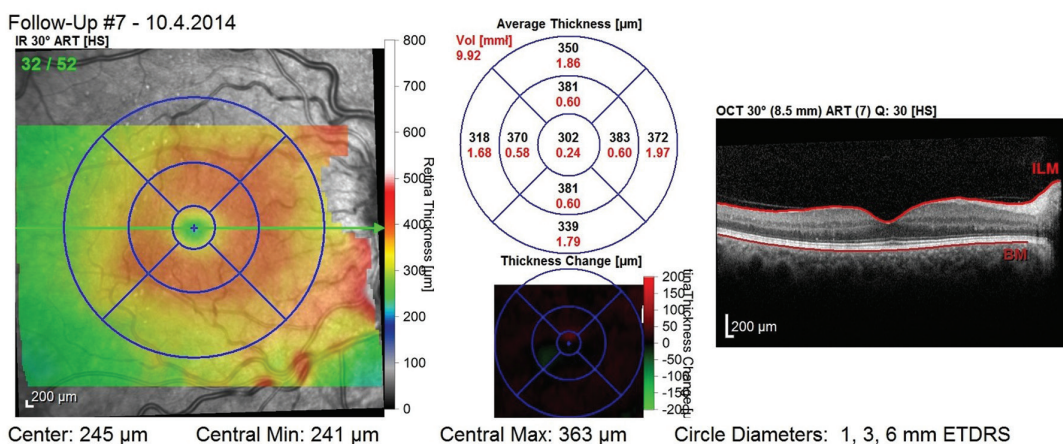 Follow-Up #7 - 10.4.2014
IR 30° ART [HS]
32 / 52
800
700
600
500
400
300
200
100
0
Retina Thickness [µm]
200 µm
Average Thickness [µm]
Vol [mmł]
9.92
350
1.86
381
0.60
318 370 302 383 372
1.68 0.58 0.24 0.60 1.97
381
0.60
339
1.79
Thickness Change [µm]
200
150
100
50
0
-50
-100
-150
-200
OCT 30° (8.5 mm) ART (7) Q: 30 [HS]
ILM
BM
200 µm
Center: 245 µm Central Min: 241 µm Central Max: 363 µm Circle Diameters: 1, 3, 6 mm ETDRS